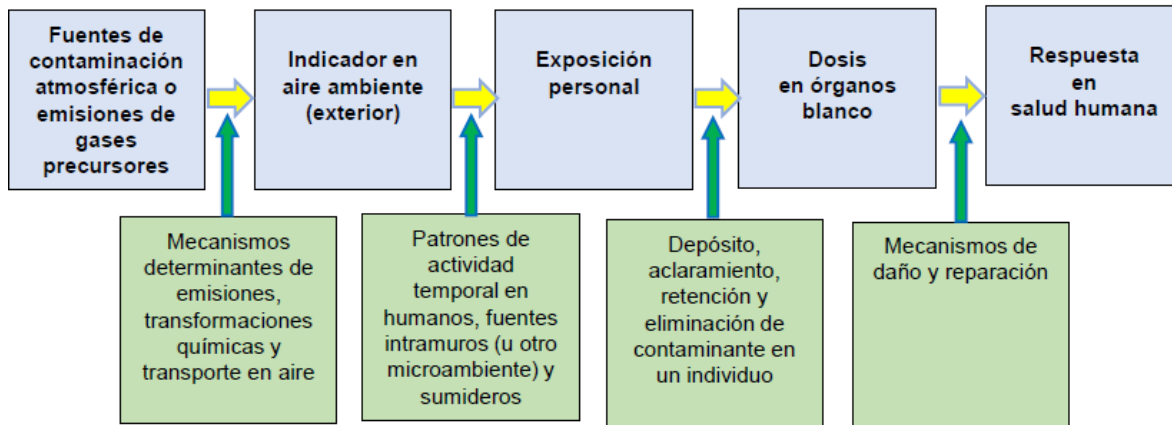 Fuentes de
contaminación
atmosférica o
emisiones de
gases
precursores
Indicador en
aire ambiente
(exterior)
Exposición
personal
Dosis
en órganos
blanco
Respuesta
en
salud humana
Mecanismos
determinantes de
emisiones,
transformaciones
químicas y
transporte en aire
Patrones de
actividad
temporal en
humanos, fuentes
intramuros (u otro
microambiente) y
sumideros
Depósito,
aclaramiento,
retención y
eliminación de
contaminante en
un individuo
Mecanismos de
daño y reparación